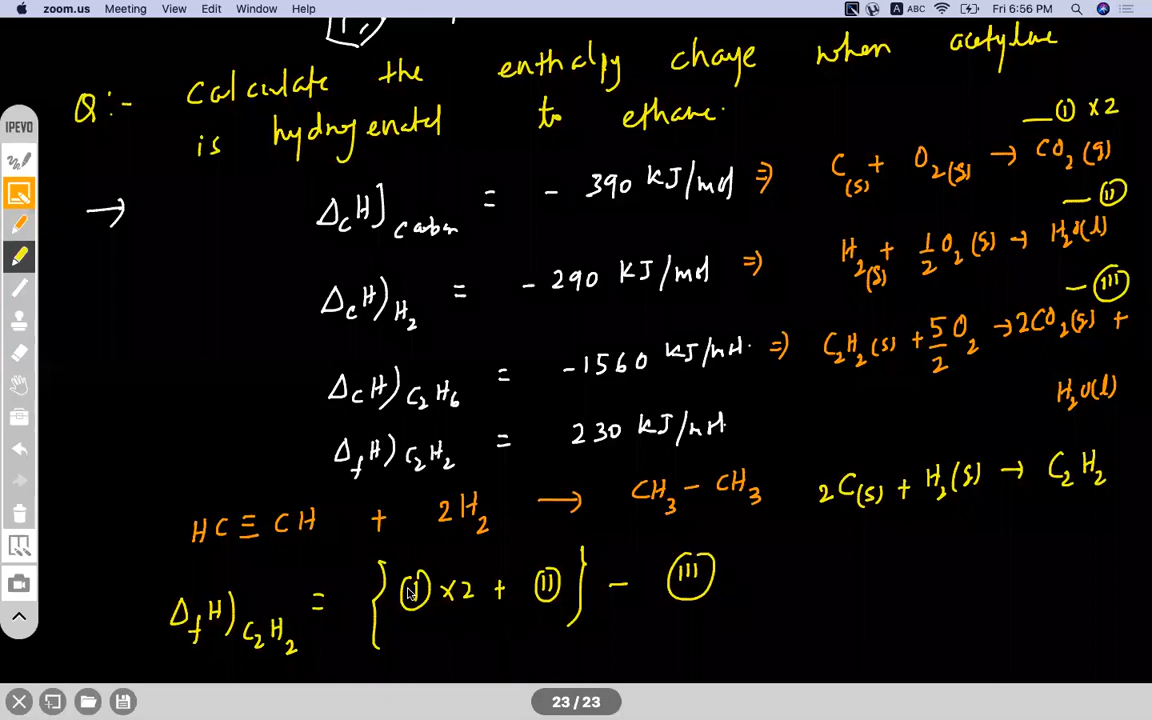 zoom.us Meeting View Edit Window Help A ABC Fri 6:56 PM
Q:- Calculate the enthalpy change when acetylene
is hydrogenated to ethane.
IPEVO
→ ΔcH]carbon = - 390 KJ/mol ⇒ C(s) + O2(g) → CO2(g) —(i) ×2
ΔcH)H2 = - 290 KJ/mol ⇒ H2(g) + 1/2 O2(g) → H2O(l) —(ii)
ΔcH)C2H6 = -1560 KJ/mol. ⇒ C2H2(g) + 5/2 O2 → 2CO2(g) + H2O(l) —(iii)
ΔfH)C2H2 = 230 KJ/mol
HC≡CH + 2H2 → CH3-CH3
2C(s) + H2(g) → C2H2
ΔfH)C2H2 = {(i) ×2 + (ii)} - (iii)
23 / 23